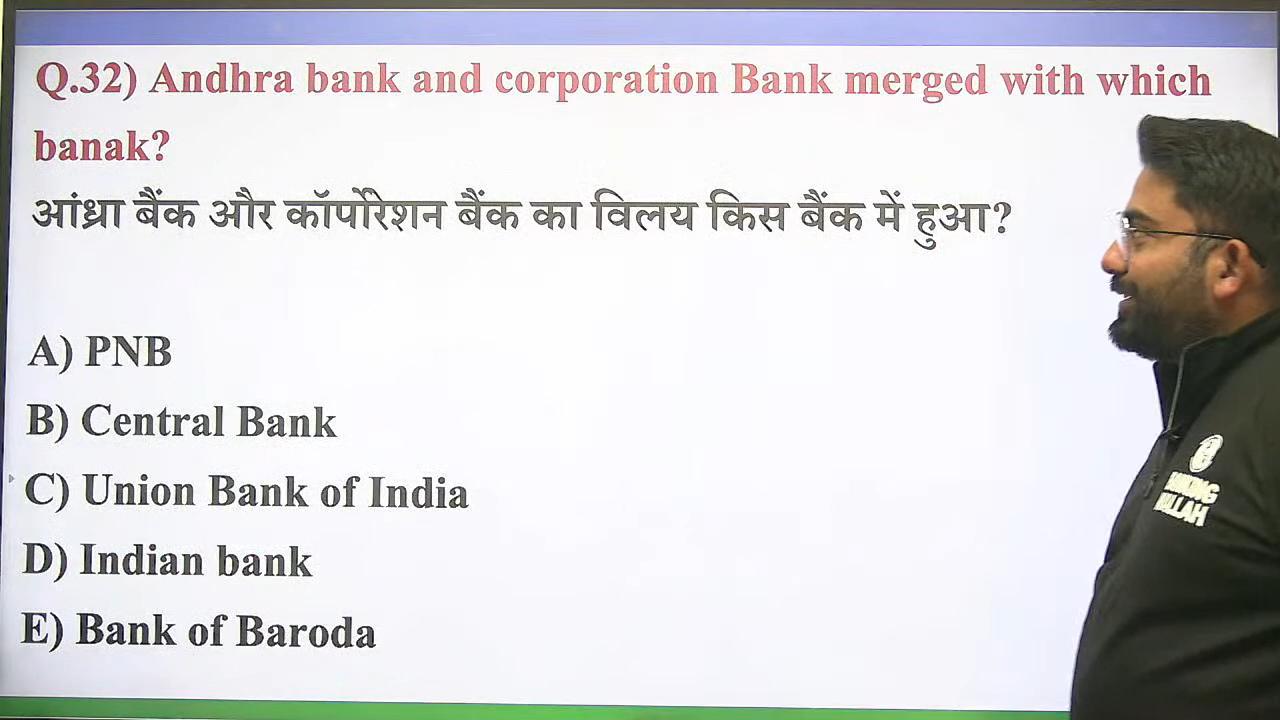 Q.32) Andhra bank and corporation Bank merged with which
banak?
आंध्रा बैंक और कॉर्पोरेशन बैंक का विलय किस बैंक में हुआ?
A) PNB
B) Central Bank
C) Union Bank of India
D) Indian bank
E) Bank of Baroda